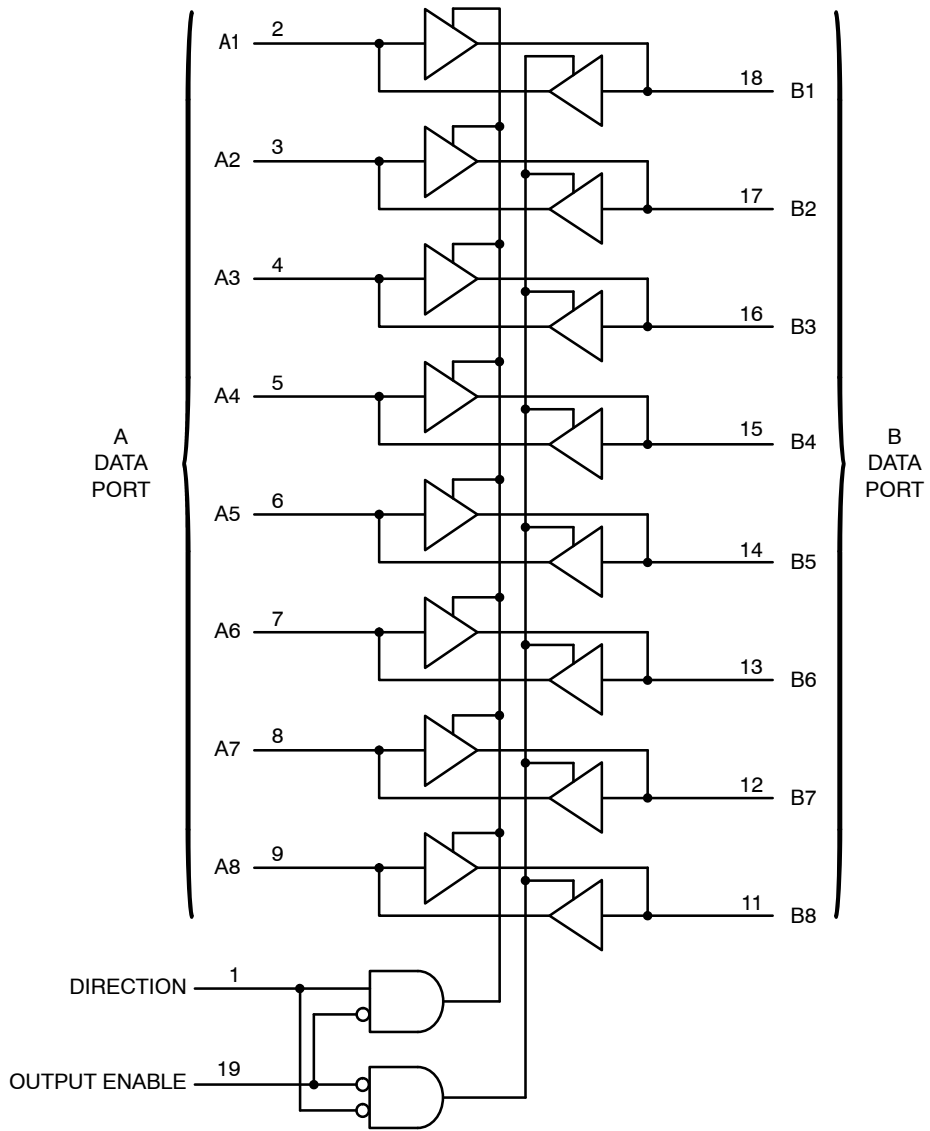 A1 2
18 B1
A2 3
17 B2
A3 4
16 B3
A4 5
15 B4
A
DATA
PORT
B
DATA
PORT
A5 6
14 B5
A6 7
13 B6
A7 8
12 B7
A8 9
11 B8
DIRECTION 1
OUTPUT ENABLE 19